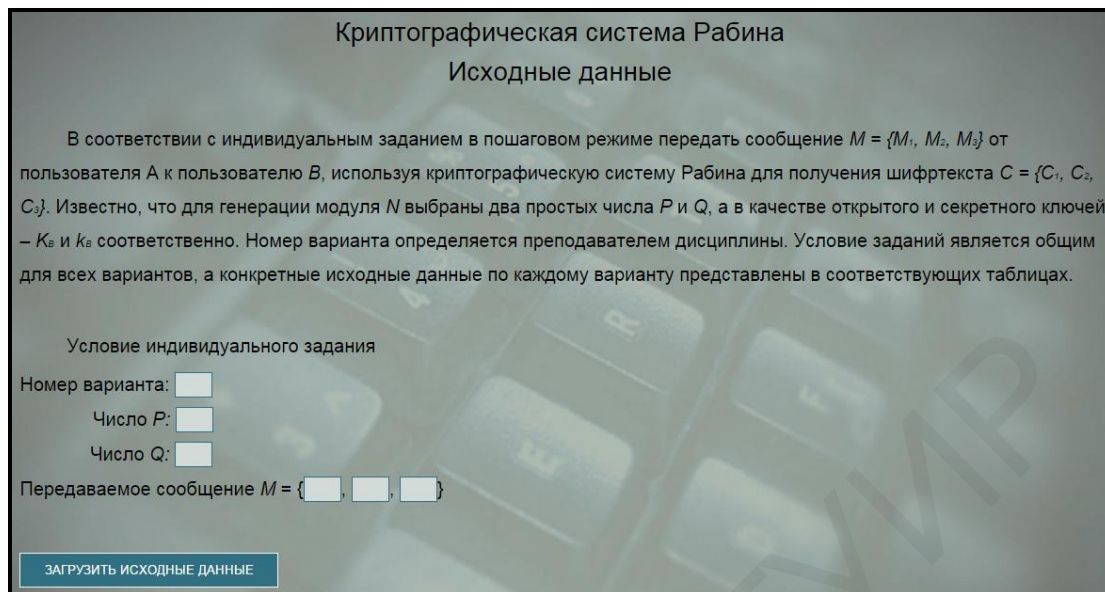 Криптографическая система Рабина
Исходные данные
В соответствии с индивидуальным заданием в пошаговом режиме передать сообщение M = {M₁, M₂, M₃} от
пользователя A к пользователю B, используя криптографическую систему Рабина для получения шифртекста C = {C₁, C₂,
C₃}. Известно, что для генерации модуля N выбраны два простых числа P и Q, а в качестве открытого и секретного ключей
– Kв и kв соответственно. Номер варианта определяется преподавателем дисциплины. Условие заданий является общим
для всех вариантов, а конкретные исходные данные по каждому варианту представлены в соответствующих таблицах.
Условие индивидуального задания
Номер варианта:
Число P:
Число Q:
Передаваемое сообщение M = { , , }
ЗАГРУЗИТЬ ИСХОДНЫЕ ДАННЫЕ